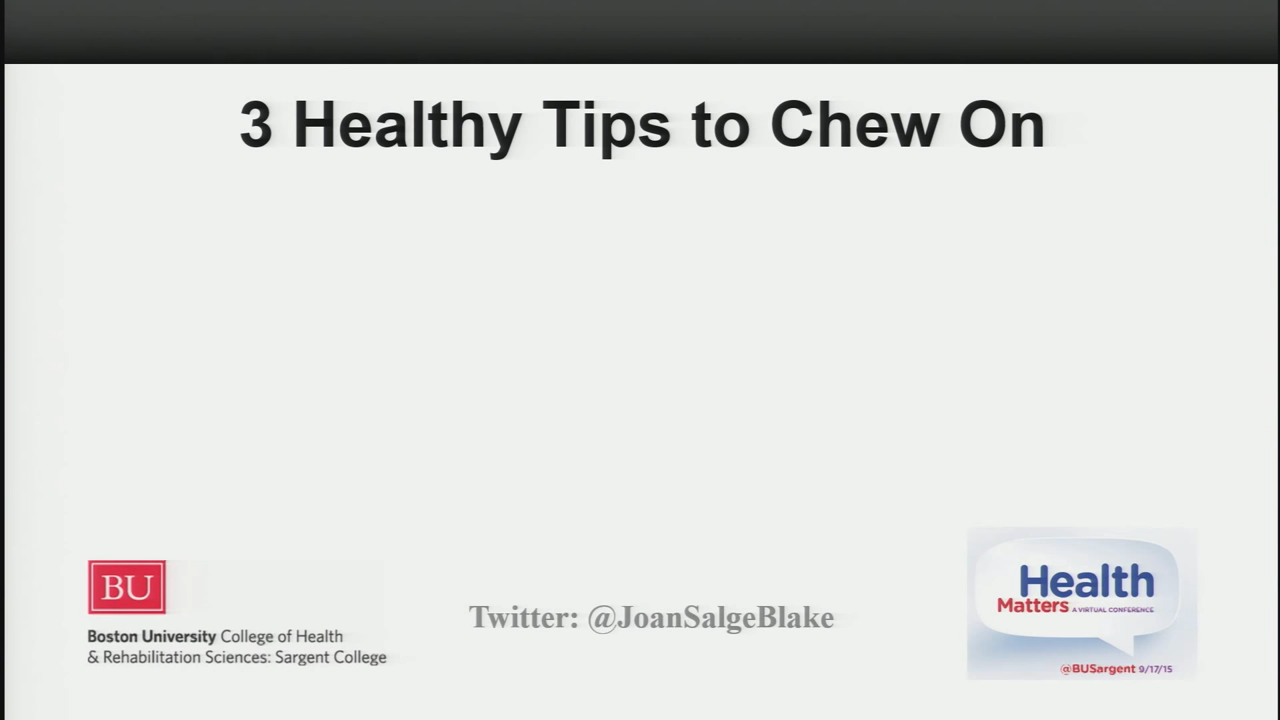 3 Healthy Tips to Chew On
BU
Boston University College of Health
& Rehabilitation Sciences: Sargent College
Twitter: @JoanSalgeBlake
Health
Matters A VIRTUAL CONFERENCE
@BUSargent 9/17/15